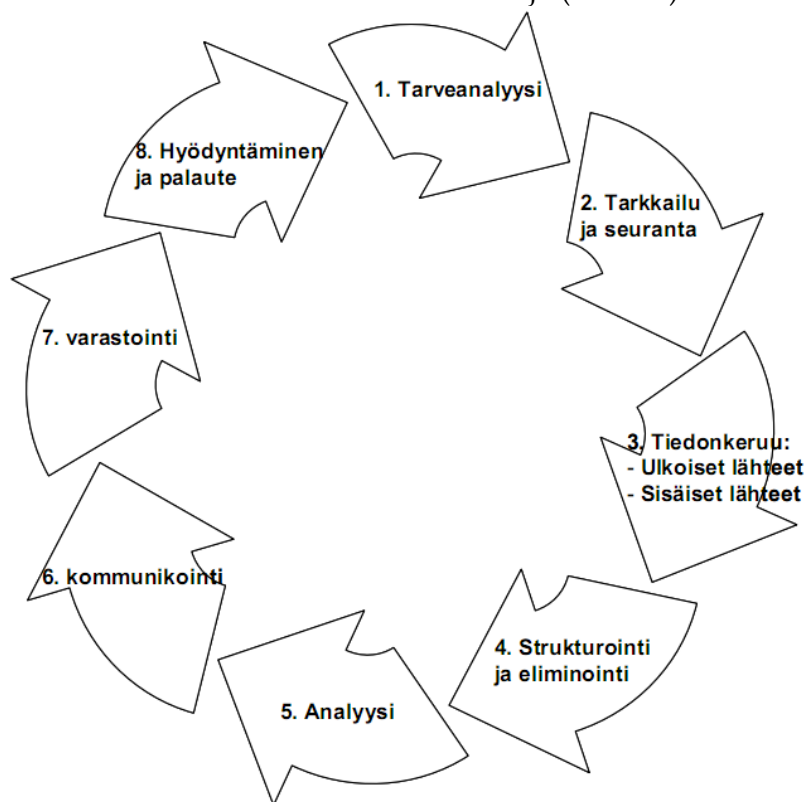 1. Tarveanalyysi
2. Tarkkailu
ja seuranta
3. Tiedonkeruu:
- Ulkoiset lähteet
- Sisäiset lähteet
4. Strukturointi
ja eliminointi
5. Analyysi
6. kommunikointi
7. varastointi
8. Hyödyntäminen
ja palaute